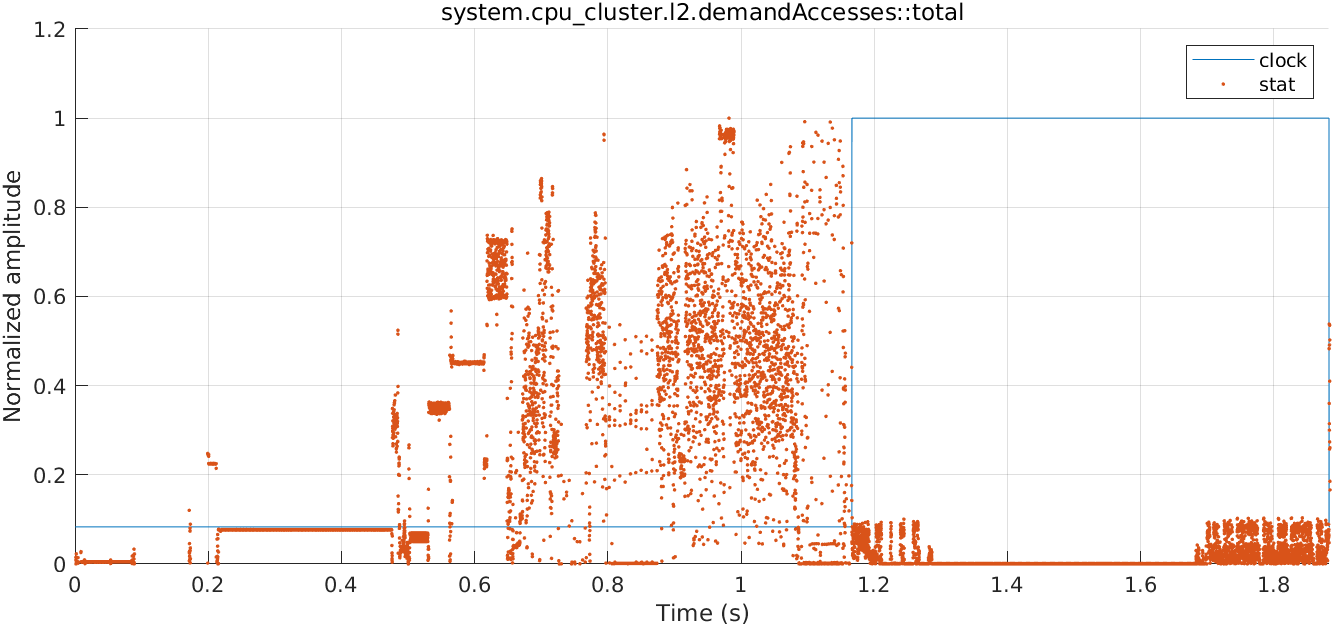 system.cpu_cluster.l2.demandAccesses::total
1.2
1
0.8
0.6
0.4
0.2
0
Normalized amplitude
clock
stat
0 0.2 0.4 0.6 0.8 1 1.2 1.4 1.6 1.8
Time (s)